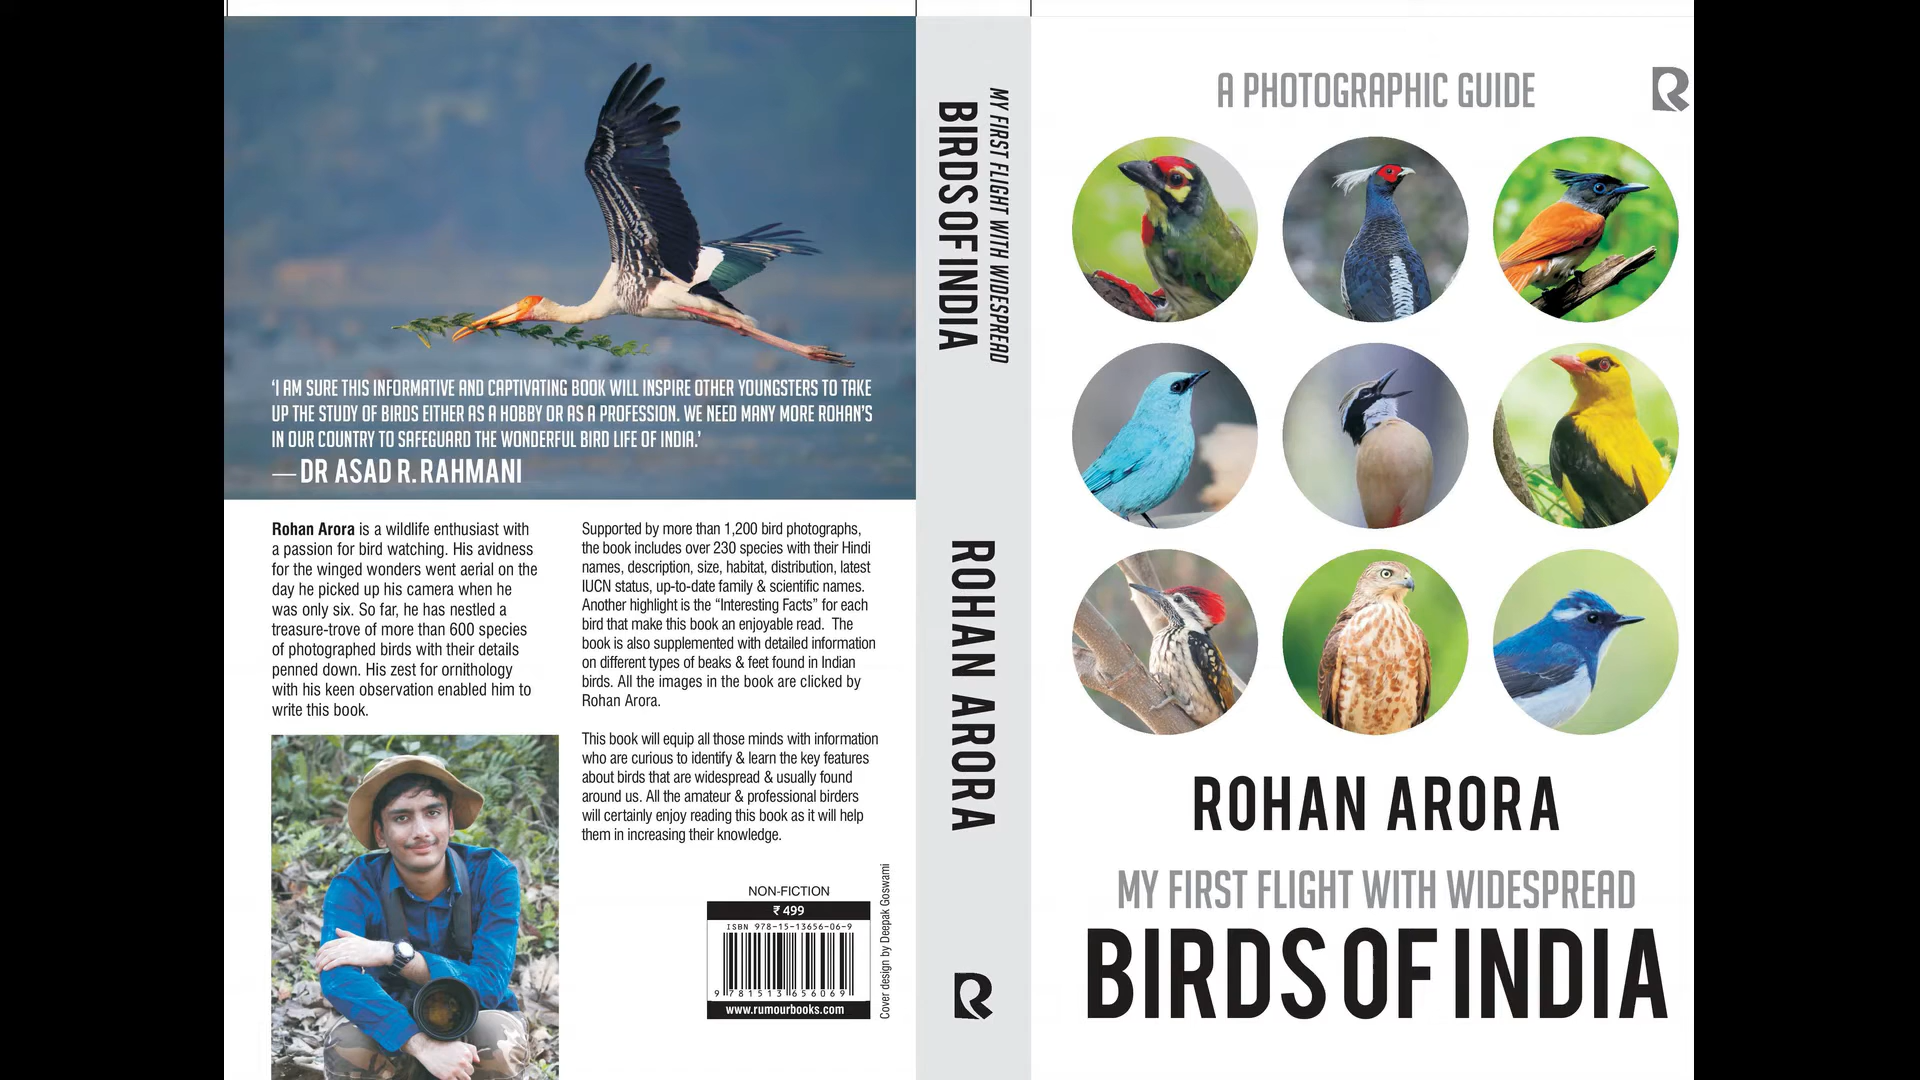 'I AM SURE THIS INFORMATIVE AND CAPTIVATING BOOK WILL INSPIRE OTHER YOUNGSTERS TO TAKE
UP THE STUDY OF BIRDS EITHER AS A HOBBY OR AS A PROFESSION. WE NEED MANY MORE ROHAN'S
IN OUR COUNTRY TO SAFEGUARD THE WONDERFUL BIRD LIFE OF INDIA.'
— DR ASAD R. RAHMANI
Rohan Arora is a wildlife enthusiast with
a passion for bird watching. His avidness
for the winged wonders went aerial on the
day he picked up his camera when he
was only six. So far, he has nestled a
treasure-trove of more than 600 species
of photographed birds with their details
penned down. His zest for ornithology
with his keen observation enabled him to
write this book.
Supported by more than 1,200 bird photographs,
the book includes over 230 species with their Hindi
names, description, size, habitat, distribution, latest
IUCN status, up-to-date family & scientific names.
Another highlight is the “Interesting Facts” for each
bird that make this book an enjoyable read. The
book is also supplemented with detailed information
on different types of beaks & feet found in Indian
birds. All the images in the book are clicked by
Rohan Arora.
This book will equip all those minds with information
who are curious to identify & learn the key features
about birds that are widespread & usually found
around us. All the amateur & professional birders
will certainly enjoy reading this book as it will help
them in increasing their knowledge.
NON-FICTION
₹ 499
ISBN 978-15-13656-06-9
9 781513 656069
www.rumourbooks.com
Cover design by Deepak Goswami
MY FIRST FLIGHT WITH WIDESPREAD
BIRDS OF INDIA
ROHAN ARORA
R
A PHOTOGRAPHIC GUIDE
R
ROHAN ARORA
MY FIRST FLIGHT WITH WIDESPREAD
BIRDS OF INDIA